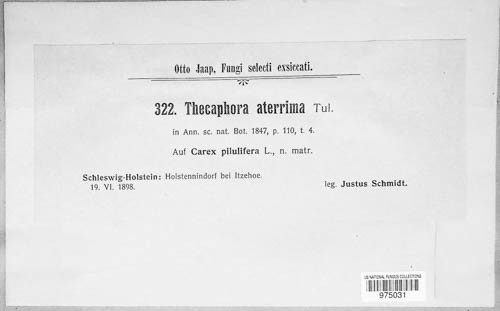 Otto Jaap, Fungi selecti exsiccati.
322. Thecaphora aterrima Tul.
in Ann. sc. nat. Bot. 1847, p. 110, t. 4.
Auf Carex pilulifera L., n. matr.
Schleswig-Holstein: Holstennindorf bei Itzehoe.
19. VI. 1898.
leg. Justus Schmidt.
US NATIONAL FUNGUS COLLECTIONS
975031